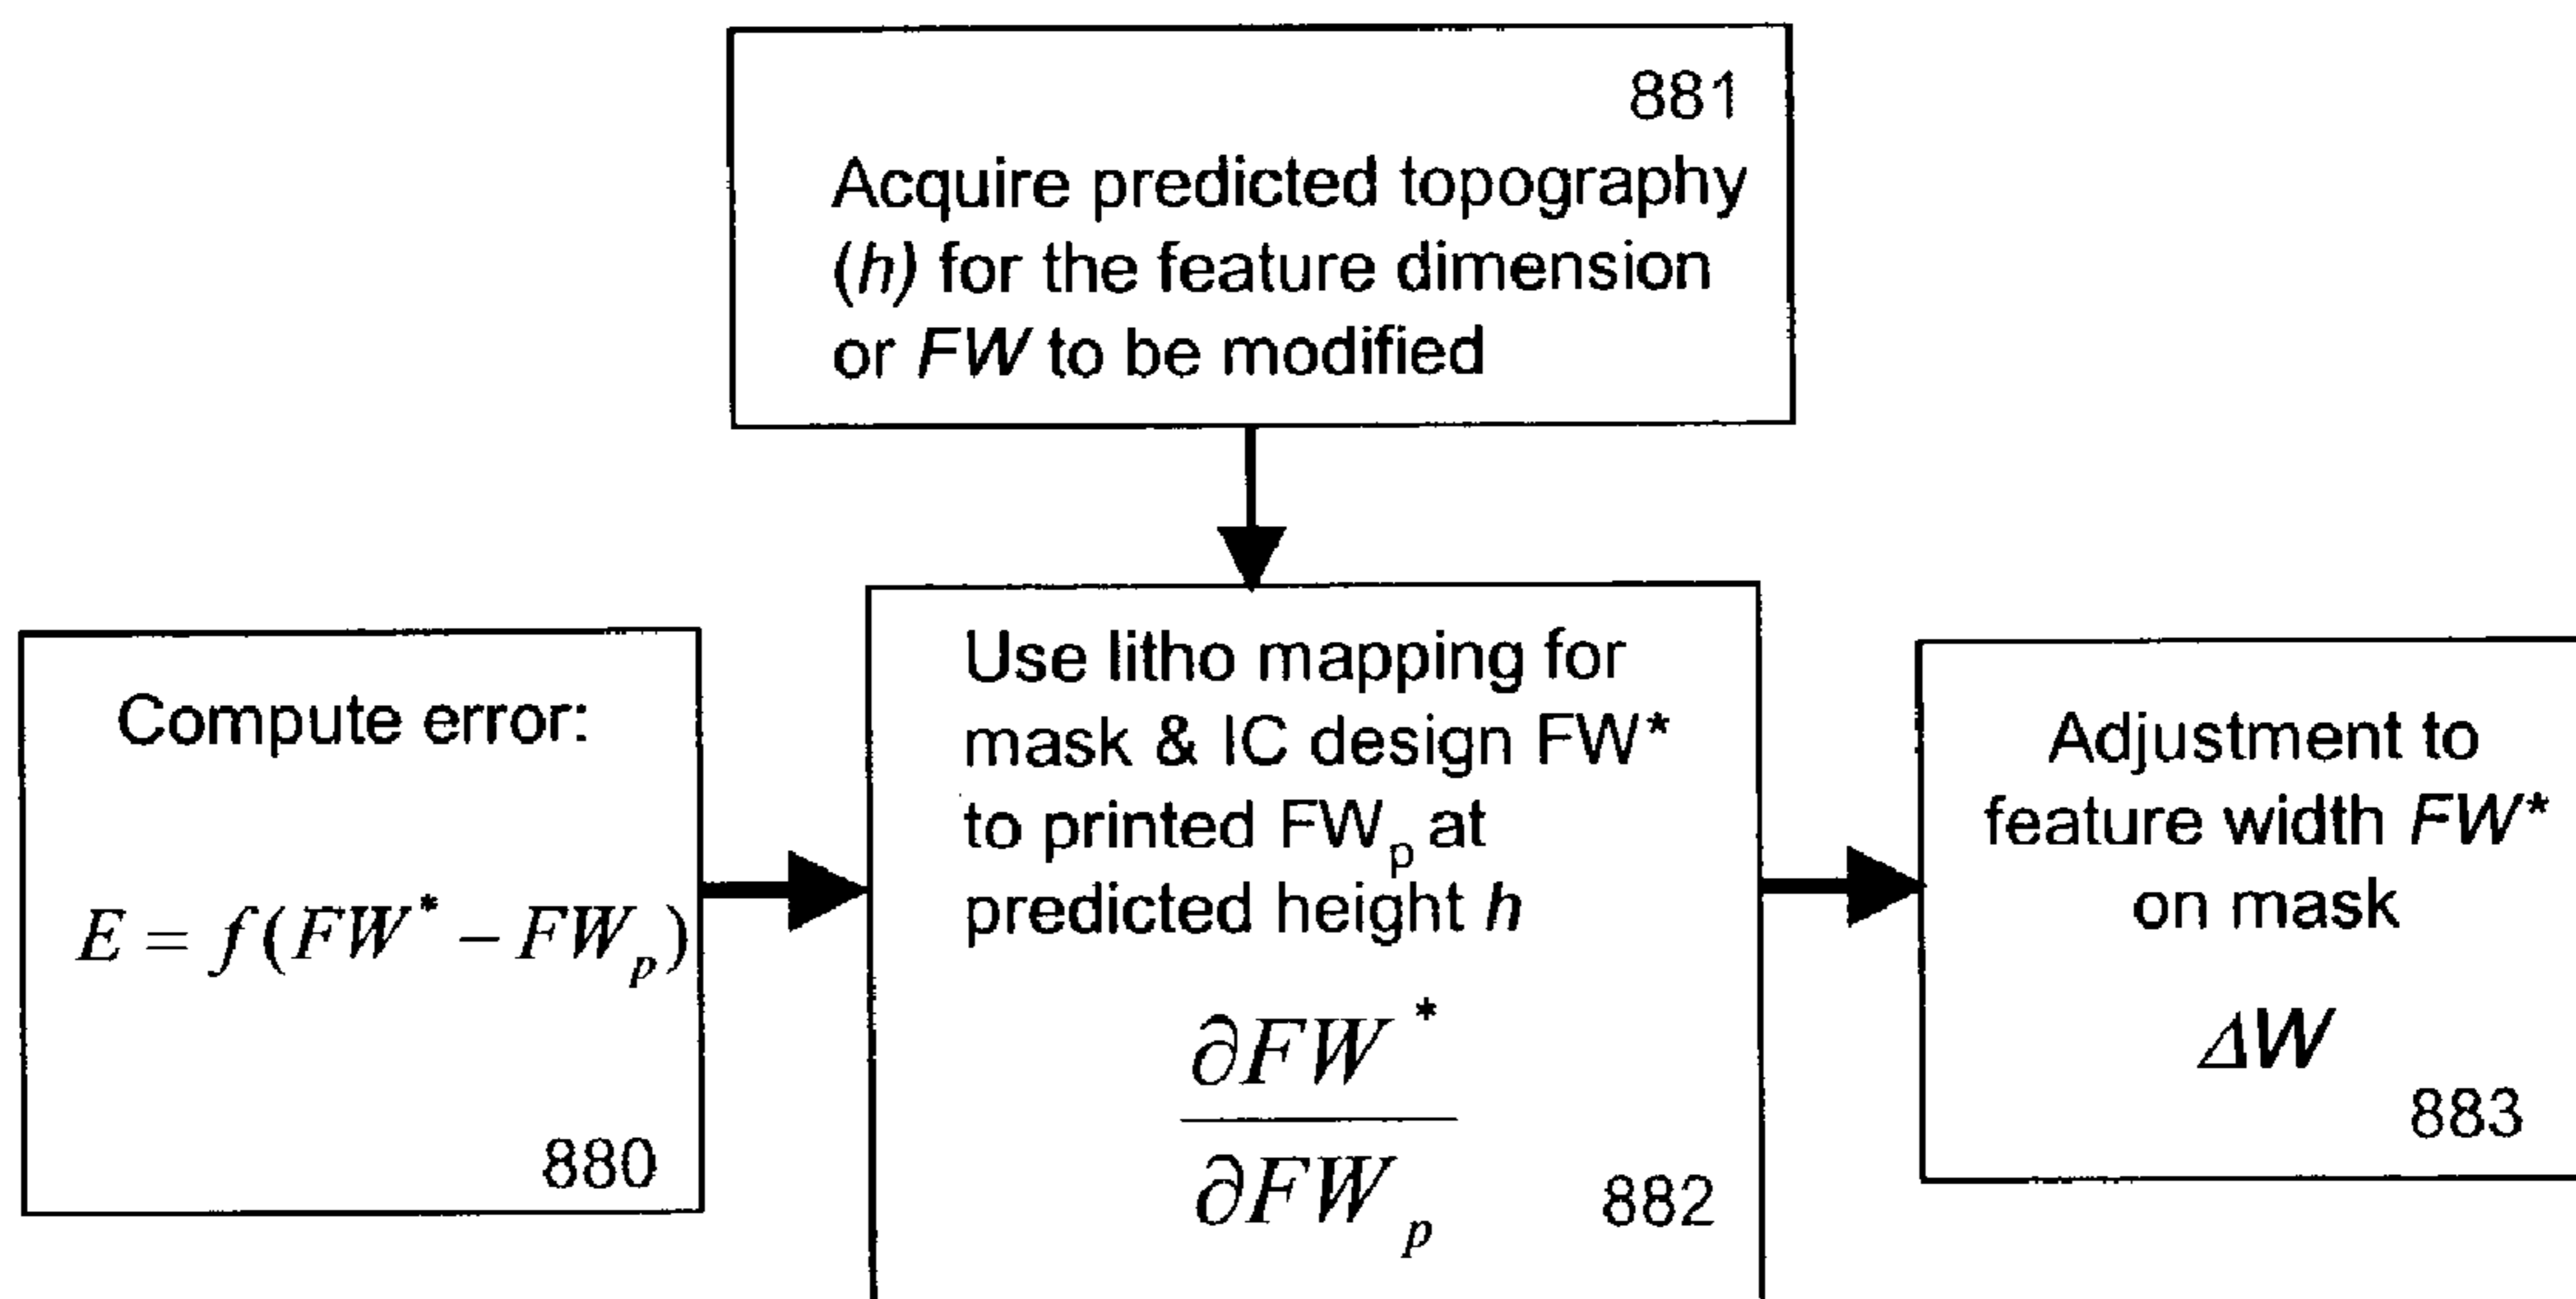 881
Acquire predicted topography
(h) for the feature dimension
or FW to be modified
Compute error:
E = f(FW* − FWₚ)
880
Use litho mapping for
mask & IC design FW*
to printed FWₚ at
predicted height h
∂FW*
∂FWₚ
882
Adjustment to
feature width FW*
on mask
ΔW
883